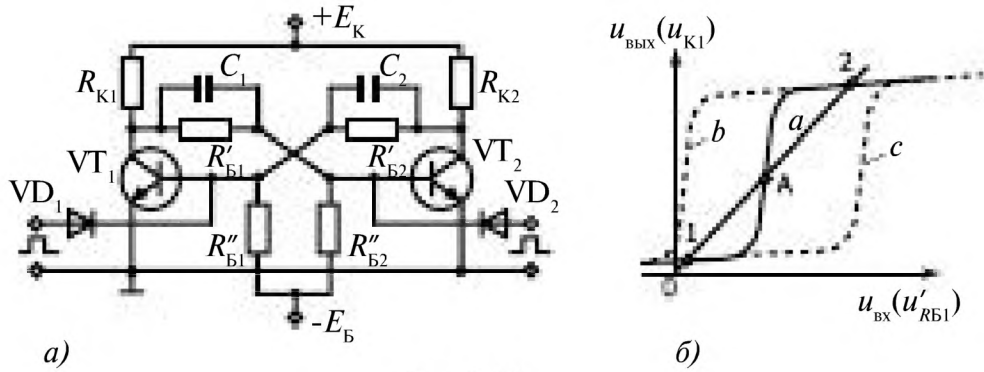 +E_К
R_К1
C_1
C_2
R_К2
VT_1
R′_Б1
R′_Б2
VT_2
VD_1
VD_2
R″_Б1
R″_Б2
-E_Б
а)
u_вых(u_К1)
2
b
a
c
A
1
0
u_вх(u′_RБ1)
б)